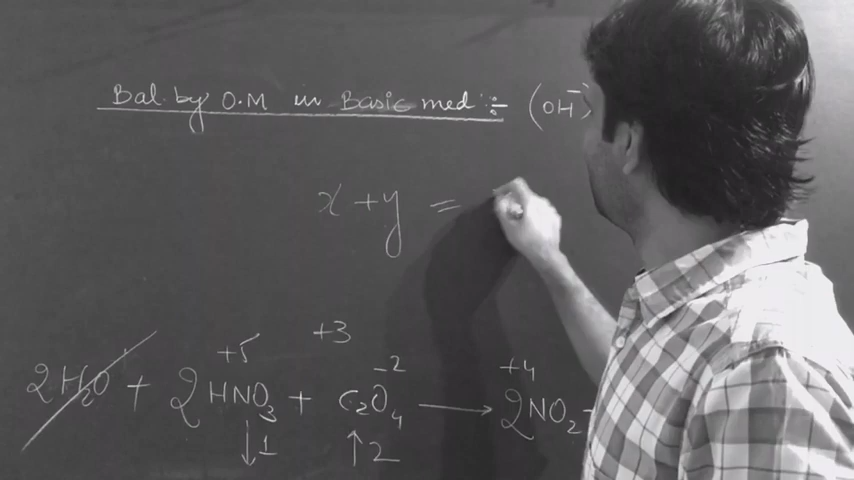 Bal. by O.M in Basic med :- (OH⁻)
x + y =
+5 +3 -2 +4
2H₂O + 2HNO₃ + C₂O₄ ⟶ 2NO₂
↓1 ↑2